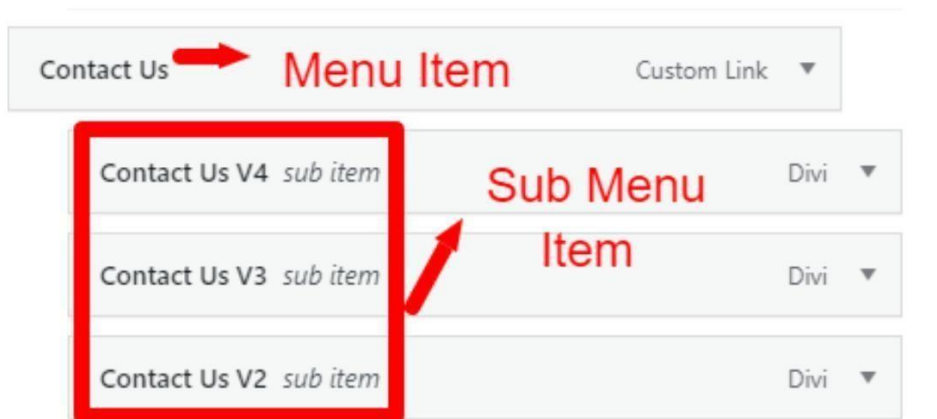 Contact Us Menu Item Custom Link
Contact Us V4 sub item Sub Menu Divi
Item
Contact Us V3 sub item Divi
Contact Us V2 sub item Divi